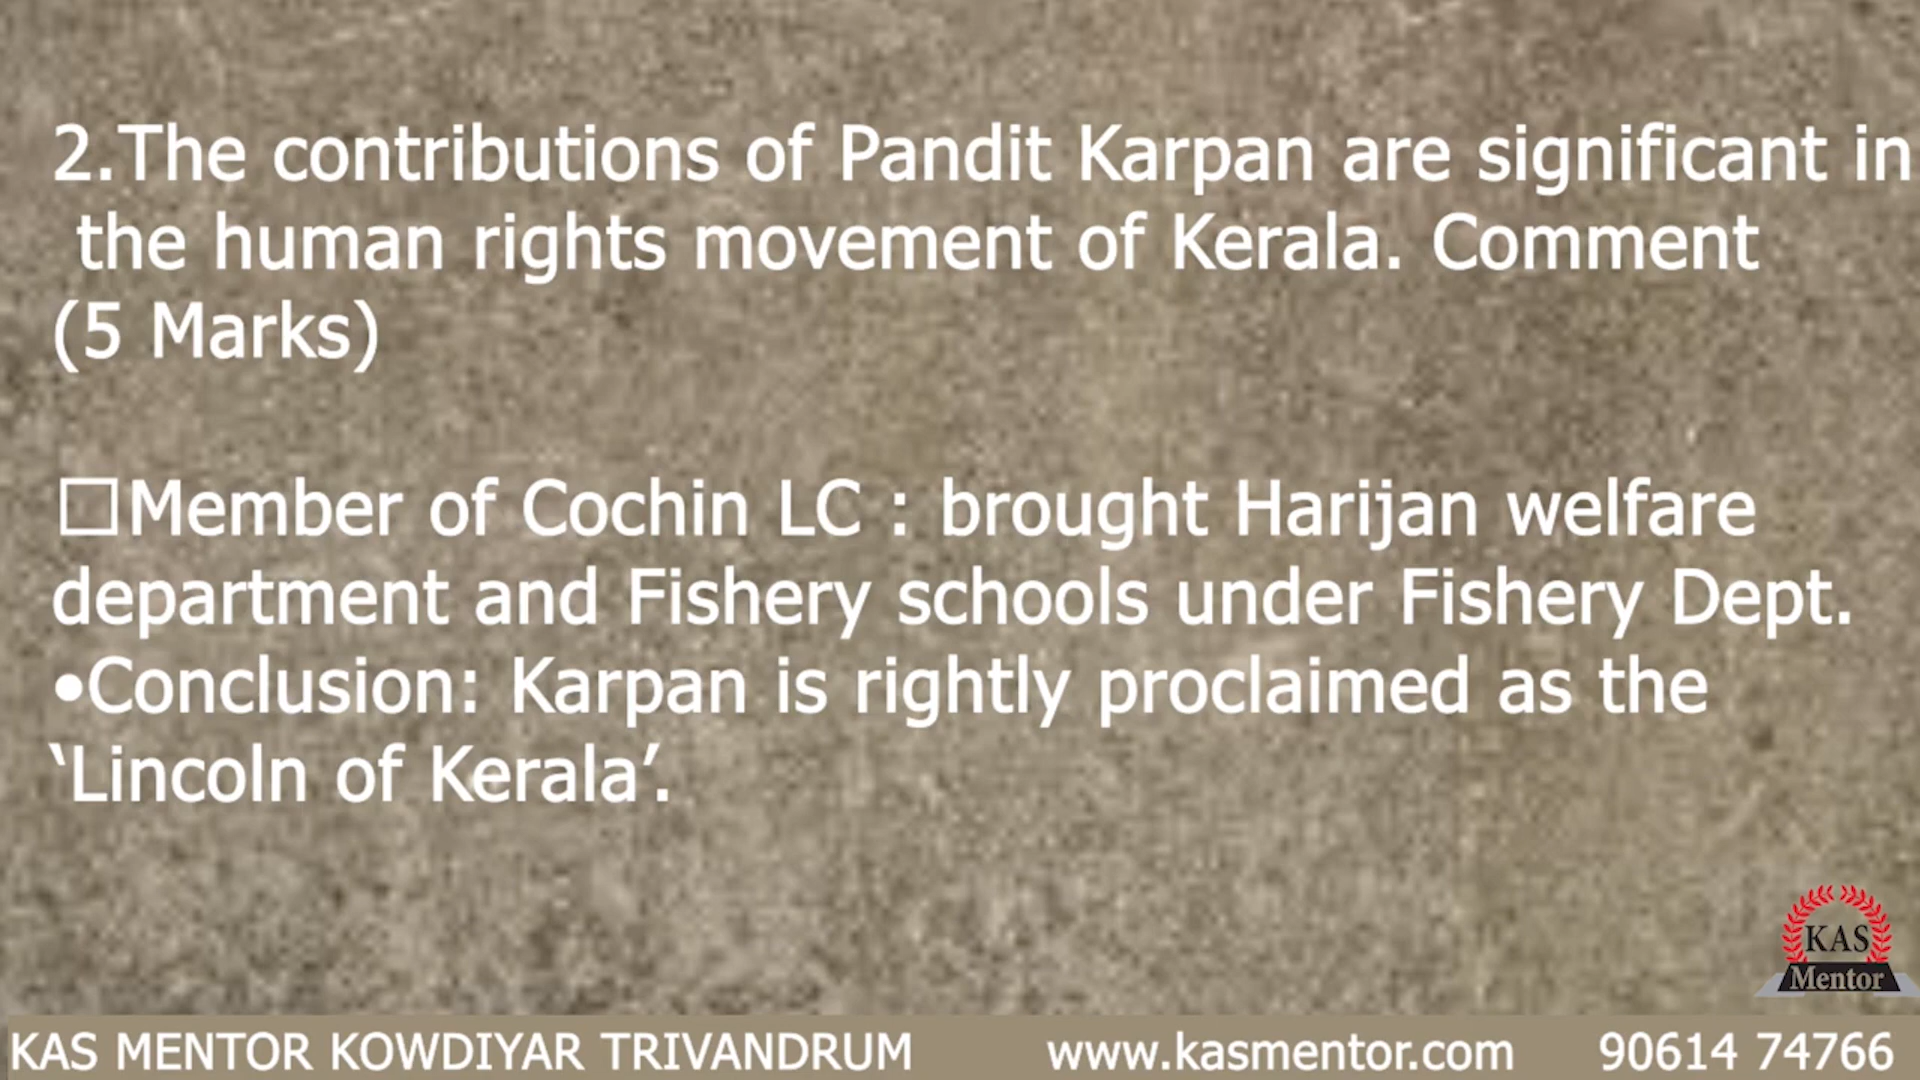 2.The contributions of Pandit Karpan are significant in
the human rights movement of Kerala. Comment
(5 Marks)
□Member of Cochin LC : brought Harijan welfare
department and Fishery schools under Fishery Dept.
•Conclusion: Karpan is rightly proclaimed as the
‘Lincoln of Kerala’.
KAS
Mentor
KAS MENTOR KOWDIYAR TRIVANDRUM www.kasmentor.com 90614 74766